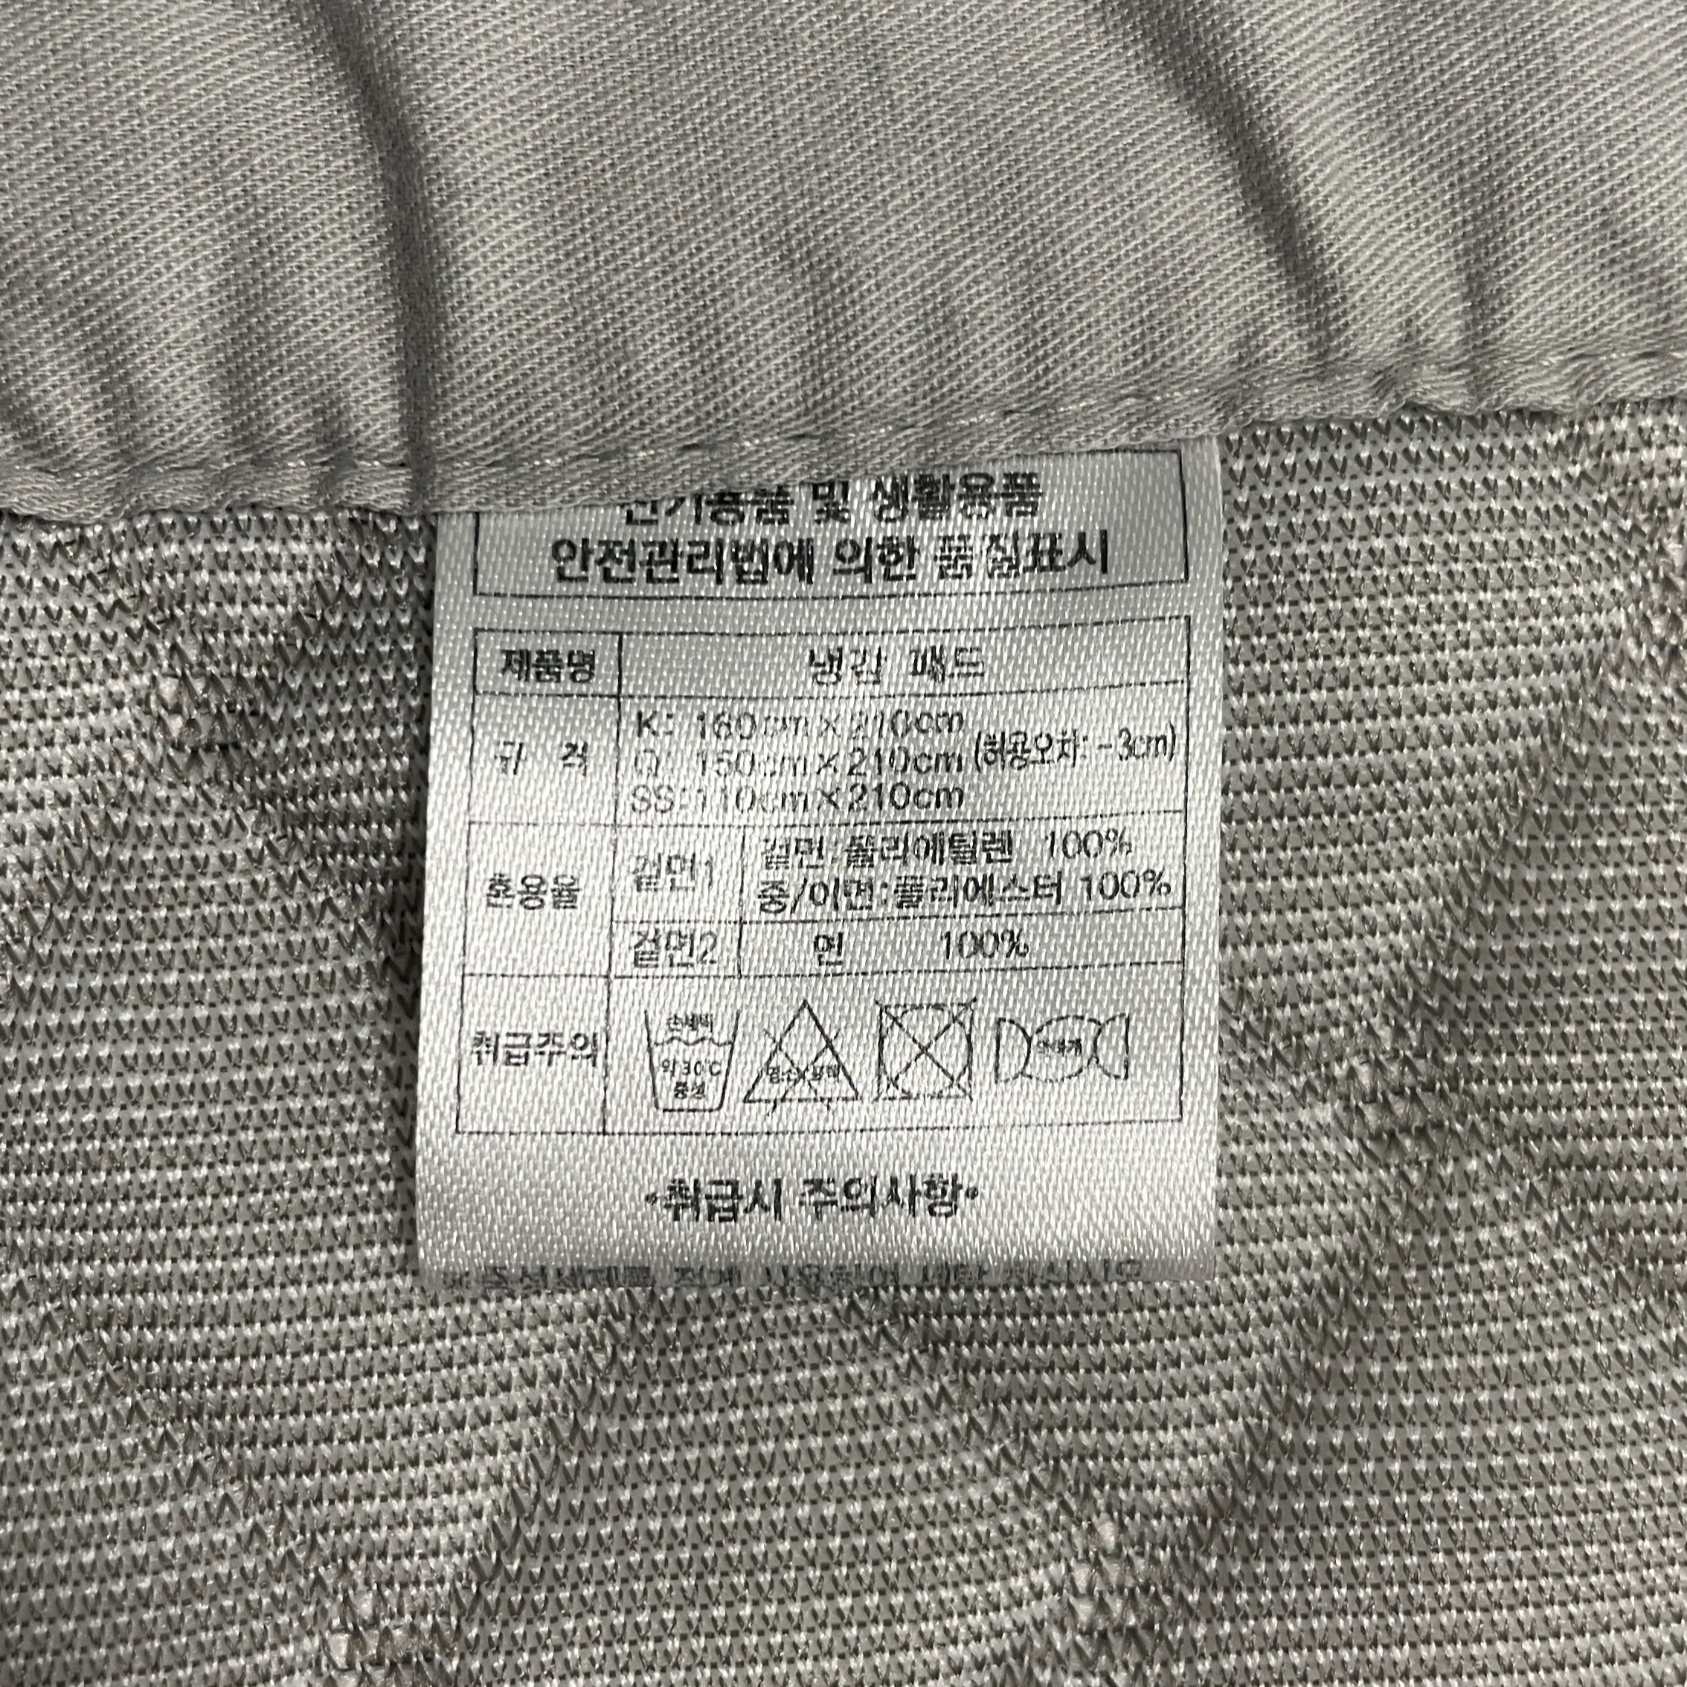 전기용품 및 생활용품
안전관리법에 의한 품질표시
제품명 냉감 패드
규 격 K: 160cm×210cm
Q: 150cm×210cm (허용오차: -3cm)
SS:110cm×210cm
혼용율 겉면1 겉면:폴리에틸렌 100%
중/이면:폴리에스터 100%
겉면2 면 100%
취급주의 손세탁
약30℃
중성
염소
약하게
·취급시 주의사항·